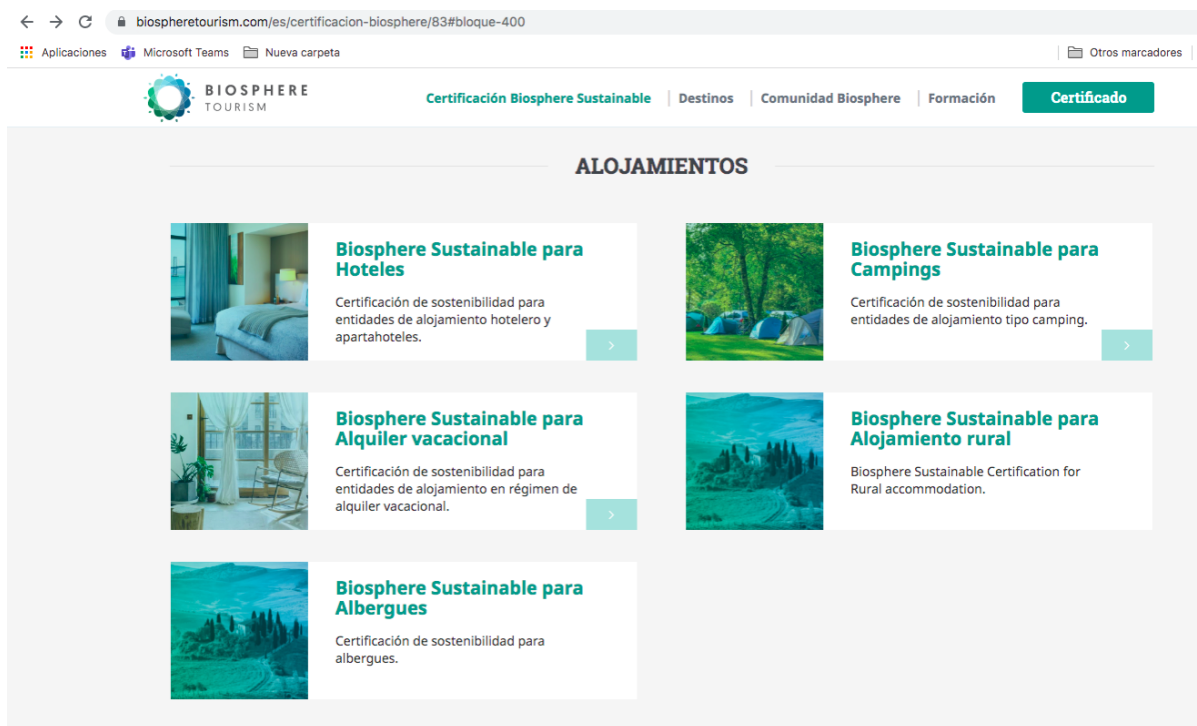 biospheretourism.com/es/certificacion-biosphere/83#bloque-400
Aplicaciones Microsoft Teams Nueva carpeta Otros marcadores
BIOSPHERE
TOURISM
Certificación Biosphere Sustainable Destinos Comunidad Biosphere Formación Certificado
ALOJAMIENTOS
Biosphere Sustainable para
Hoteles
Certificación de sostenibilidad para
entidades de alojamiento hotelero y
apartahoteles.
Biosphere Sustainable para
Campings
Certificación de sostenibilidad para
entidades de alojamiento tipo camping.
Biosphere Sustainable para
Alquiler vacacional
Certificación de sostenibilidad para
entidades de alojamiento en régimen de
alquiler vacacional.
Biosphere Sustainable para
Alojamiento rural
Biosphere Sustainable Certification for
Rural accommodation.
Biosphere Sustainable para
Albergues
Certificación de sostenibilidad para
albergues.